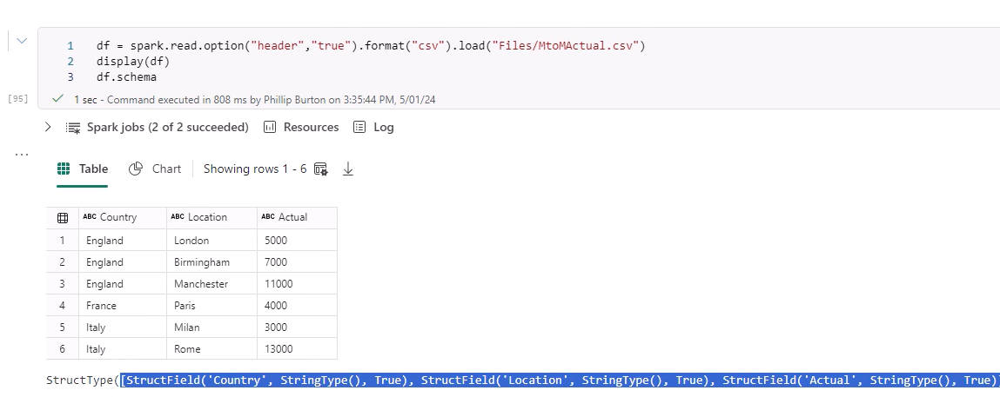 1 df = spark.read.option("header","true").format("csv").load("Files/MtoMActual.csv")
2 display(df)
3 df.schema
[95] 1 sec - Command executed in 808 ms by Phillip Burton on 3:35:44 PM, 5/01/24
Spark jobs (2 of 2 succeeded) Resources Log
Table Chart Showing rows 1 - 6
ABC Country ABC Location ABC Actual
1 England London 5000
2 England Birmingham 7000
3 England Manchester 11000
4 France Paris 4000
5 Italy Milan 3000
6 Italy Rome 13000
StructType([StructField('Country', StringType(), True), StructField('Location', StringType(), True), StructField('Actual', StringType(), True)]